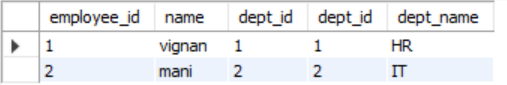 employee_id name dept_id dept_id dept_name
1 vignan 1 1 HR
2 mani 2 2 IT